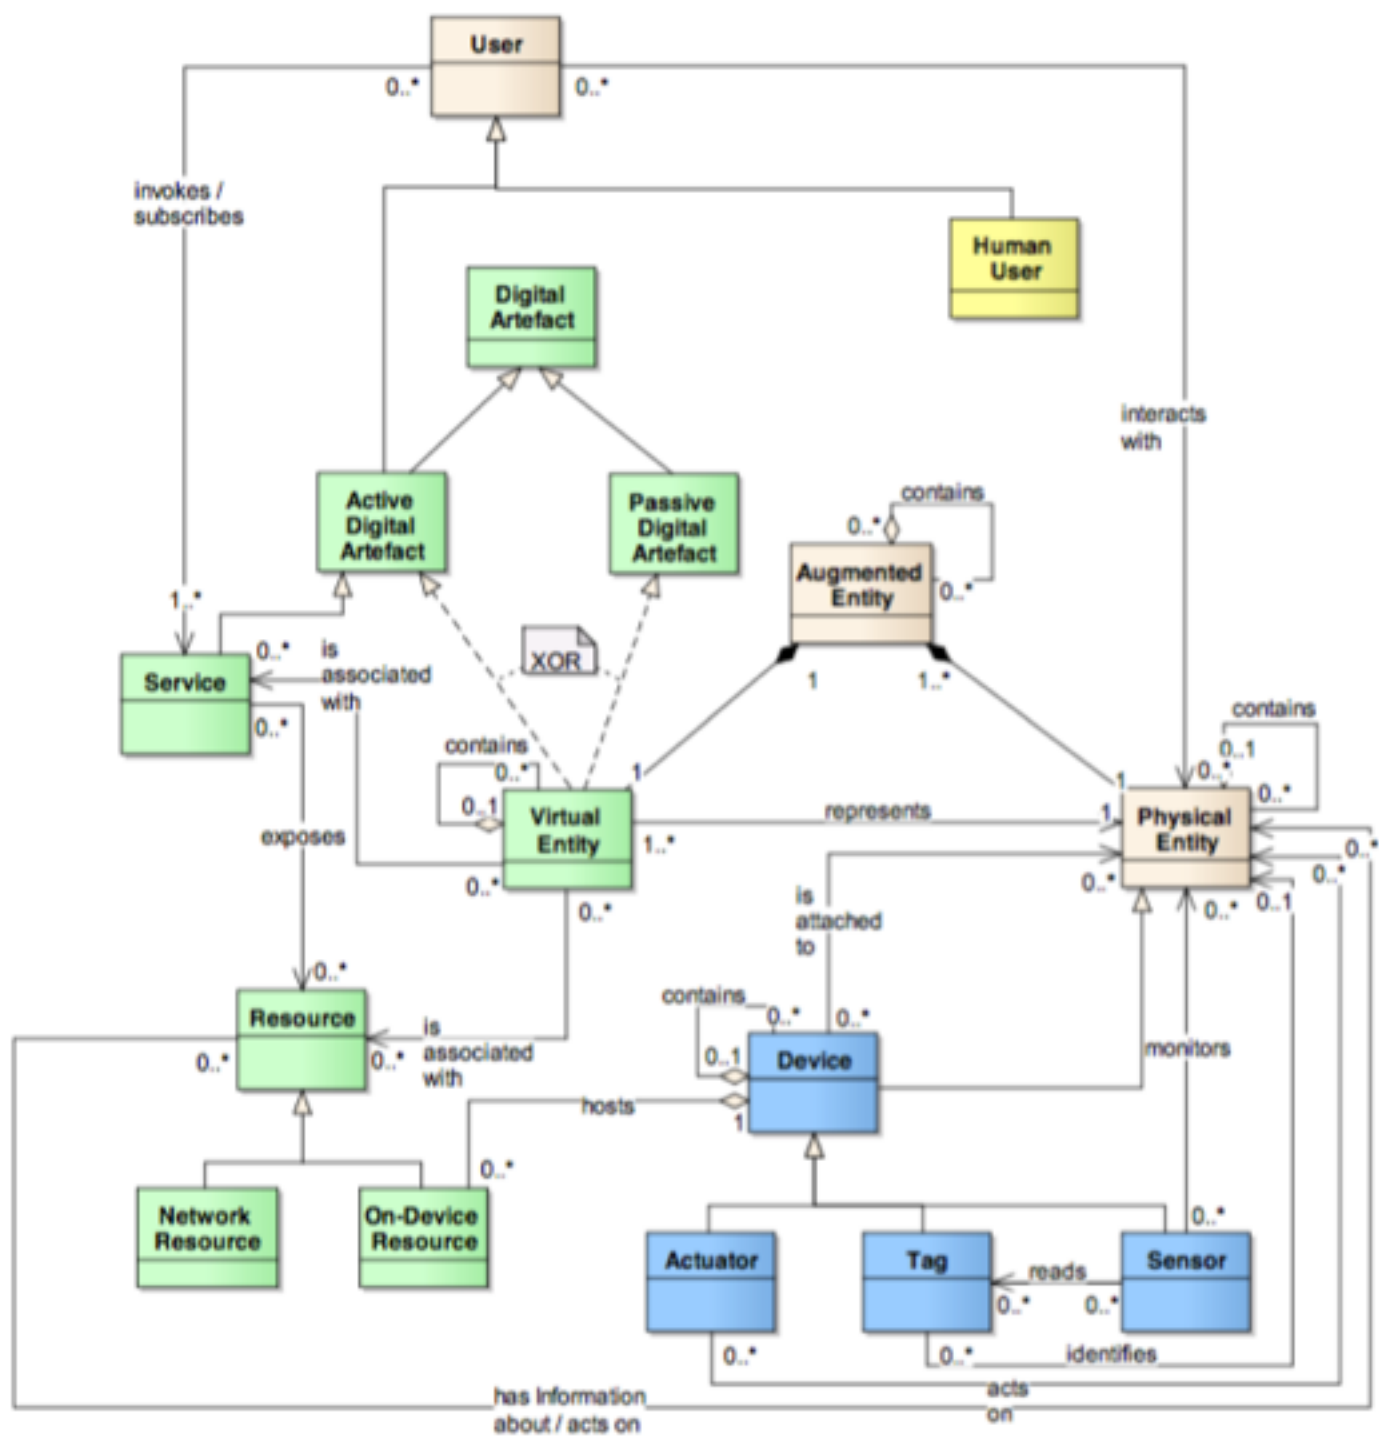 User
0..*
0..*
invokes /
subscribes
Human
User
Digital
Artefact
interacts
with
Active
Digital
Artefact
Passive
Digital
Artefact
contains
0..*
Augmented
Entity
0..*
1..*
0..*
is
associated
with
XOR
Service
0..*
1
1..*
contains
0..1
0..*
0..*
contains
0..*
0..1
1
1
Virtual
Entity
represents
1
1..*
Physical
Entity
exposes
0..*
0..*
0..*
0..*
0..*
0..1
0..*
is
attached
to
0..*
Resource
0..*
0..*
is
associated
with
contains
0..*
0..*
0..1
Device
monitors
hosts
1
0..*
Network
Resource
On-Device
Resource
0..*
Actuator
Tag
reads
Sensor
0..*
0..*
0..*
0..*
identifies
has Information
about / acts on
acts
on